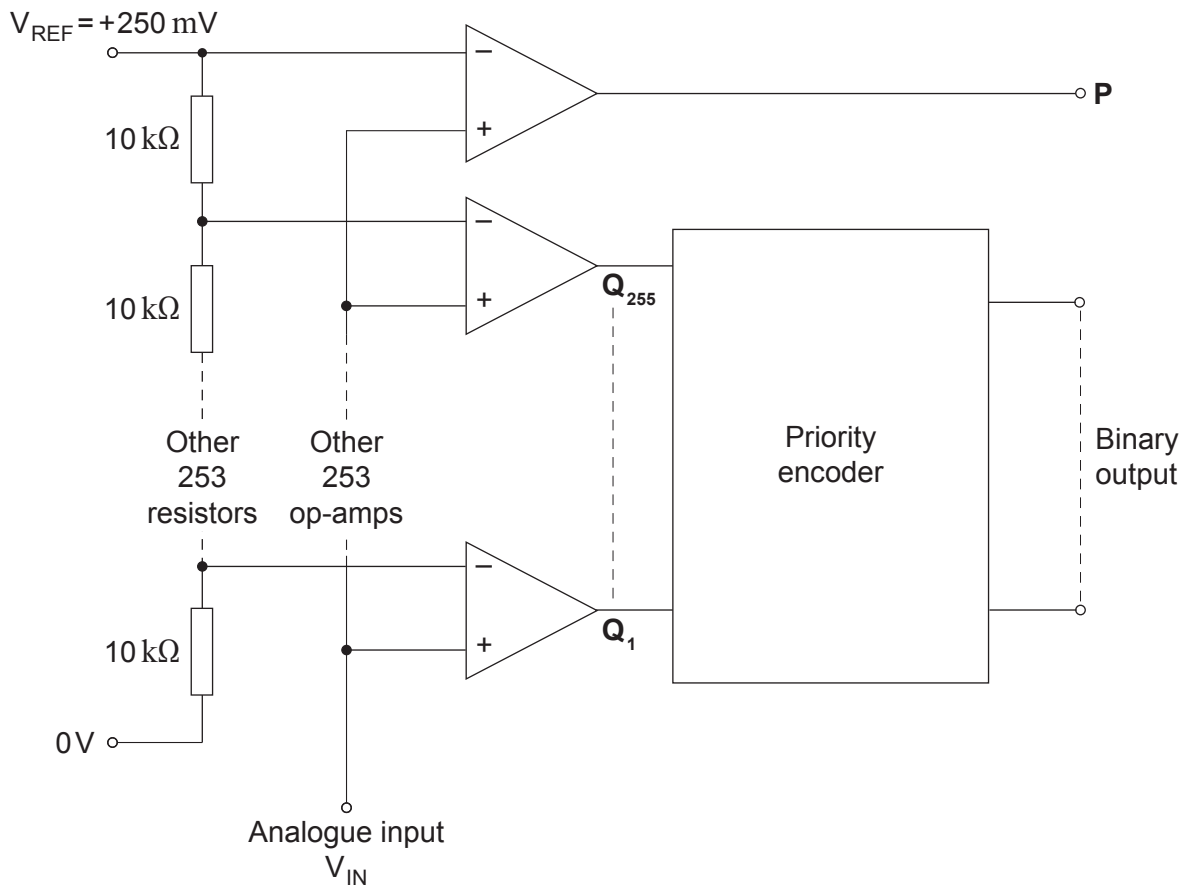 V_REF = +250 mV
−
P
10 kΩ
+
−
10 kΩ
+
Q_255
Other
253
resistors
Other
253
op-amps
Priority
encoder
Binary
output
−
10 kΩ
+
Q_1
0 V
Analogue input
V_IN